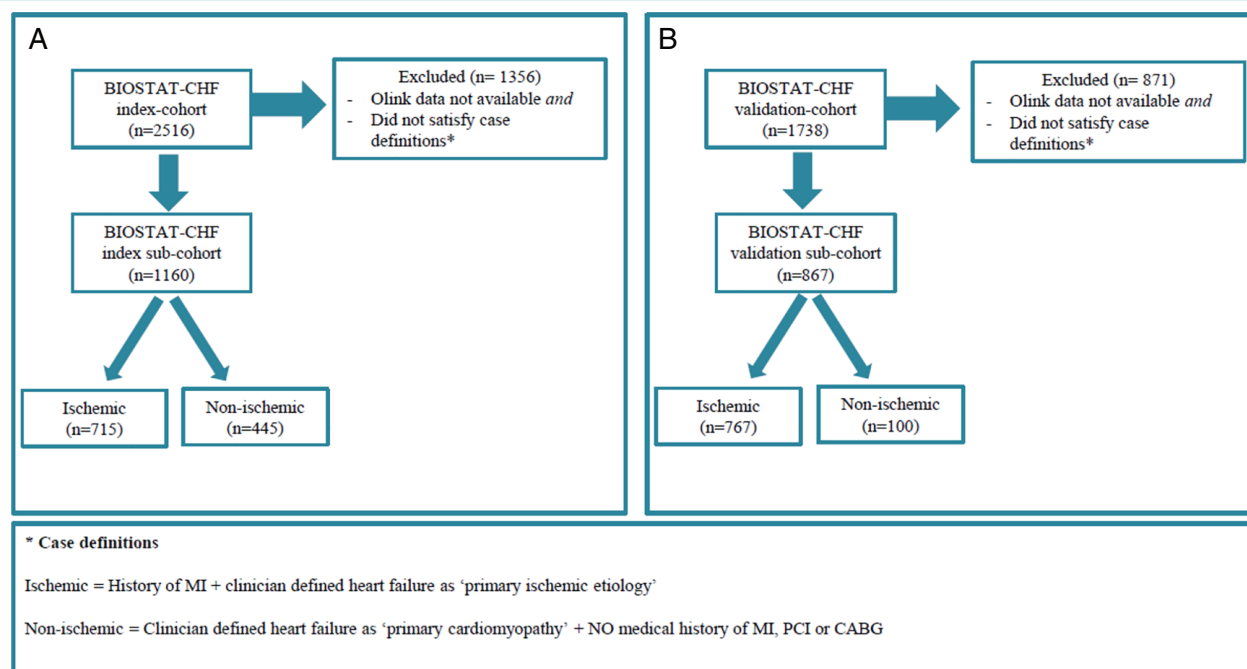 A
BIOSTAT-CHF
index-cohort
(n=2516)
Excluded (n= 1356)
- Olink data not available and
- Did not satisfy case
definitions*
BIOSTAT-CHF
index sub-cohort
(n=1160)
Ischemic
(n=715)
Non-ischemic
(n=445)
B
BIOSTAT-CHF
validation-cohort
(n=1738)
Excluded (n= 871)
- Olink data not available and
- Did not satisfy case
definitions*
BIOSTAT-CHF
validation sub-cohort
(n=867)
Ischemic
(n=767)
Non-ischemic
(n=100)
* Case definitions
Ischemic = History of MI + clinician defined heart failure as ‘primary ischemic etiology’
Non-ischemic = Clinician defined heart failure as ‘primary cardiomyopathy’ + NO medical history of MI, PCI or CABG